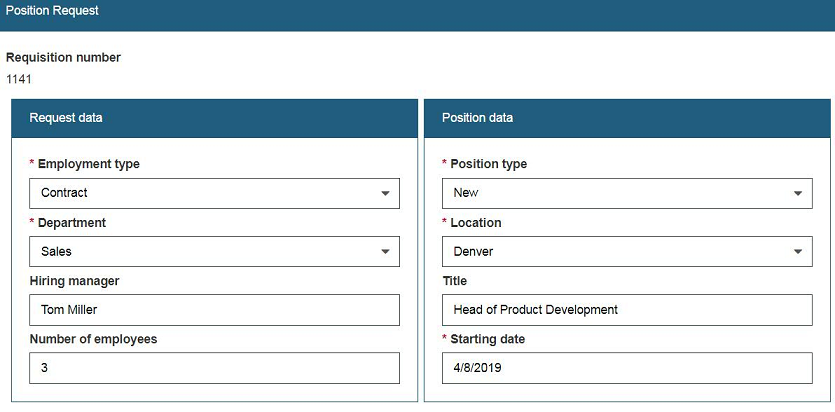 Position Request
Requisition number
1141
Request data
* Employment type
Contract
* Department
Sales
Hiring manager
Tom Miller
Number of employees
3
Position data
* Position type
New
* Location
Denver
Title
Head of Product Development
* Starting date
4/8/2019